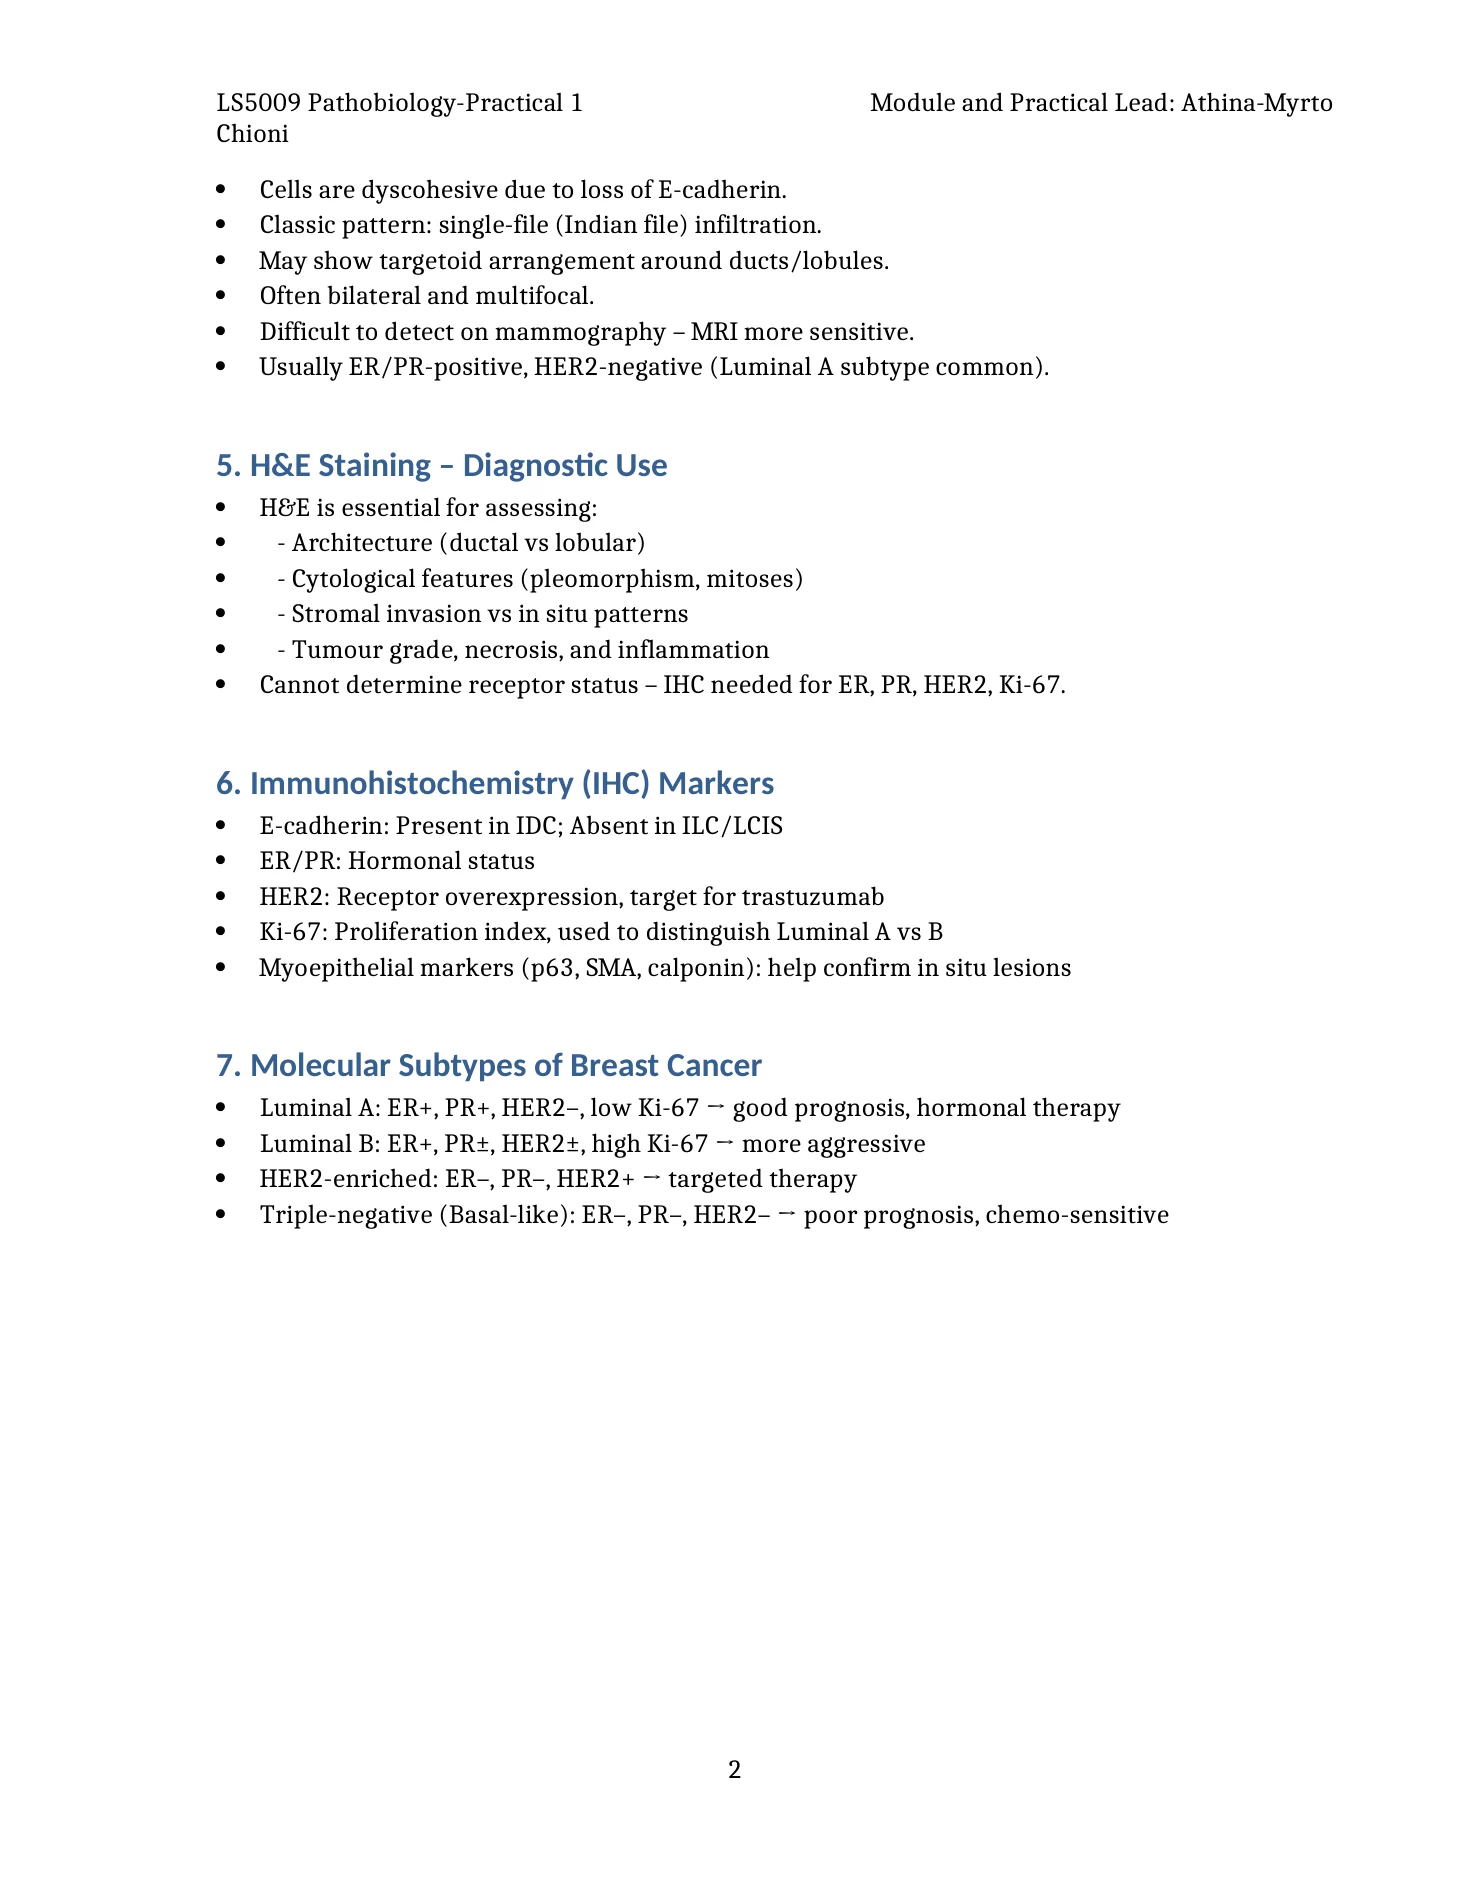 LS5009 Pathobiology-Practical 1 Module and Practical Lead: Athina-Myrto
Chioni
• Cells are dyscohesive due to loss of E-cadherin.
• Classic pattern: single-file (Indian file) infiltration.
• May show targetoid arrangement around ducts/lobules.
• Often bilateral and multifocal.
• Difficult to detect on mammography – MRI more sensitive.
• Usually ER/PR-positive, HER2-negative (Luminal A subtype common).
5. H&E Staining – Diagnostic Use
• H&E is essential for assessing:
• - Architecture (ductal vs lobular)
• - Cytological features (pleomorphism, mitoses)
• - Stromal invasion vs in situ patterns
• - Tumour grade, necrosis, and inflammation
• Cannot determine receptor status – IHC needed for ER, PR, HER2, Ki-67.
6. Immunohistochemistry (IHC) Markers
• E-cadherin: Present in IDC; Absent in ILC/LCIS
• ER/PR: Hormonal status
• HER2: Receptor overexpression, target for trastuzumab
• Ki-67: Proliferation index, used to distinguish Luminal A vs B
• Myoepithelial markers (p63, SMA, calponin): help confirm in situ lesions
7. Molecular Subtypes of Breast Cancer
• Luminal A: ER+, PR+, HER2–, low Ki-67 → good prognosis, hormonal therapy
• Luminal B: ER+, PR±, HER2±, high Ki-67 → more aggressive
• HER2-enriched: ER–, PR–, HER2+ → targeted therapy
• Triple-negative (Basal-like): ER–, PR–, HER2– → poor prognosis, chemo-sensitive
2